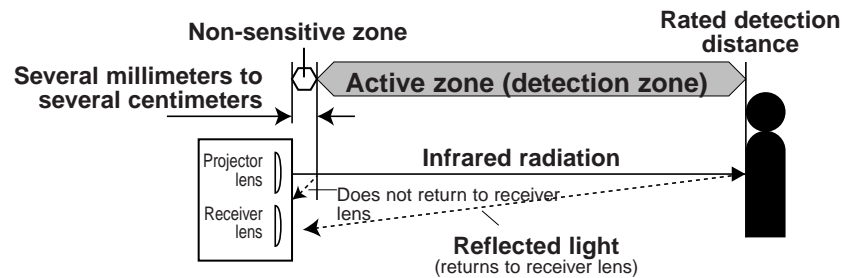 Rated detection
distance
Non-sensitive zone
Several millimeters to
several centimeters
Active zone (detection zone)
Projector
lens
Infrared radiation
Does not return to receiver
lens
Receiver
lens
Reflected light
(returns to receiver lens)